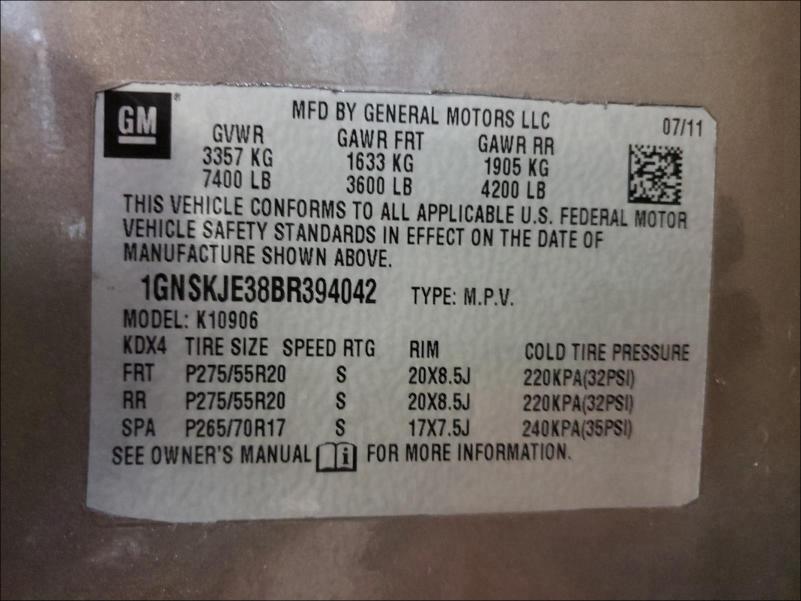 GM®
MFD BY GENERAL MOTORS LLC
07/11
GVWR GAWR FRT GAWR RR
3357 KG 1633 KG 1905 KG
7400 LB 3600 LB 4200 LB
THIS VEHICLE CONFORMS TO ALL APPLICABLE U.S. FEDERAL MOTOR
VEHICLE SAFETY STANDARDS IN EFFECT ON THE DATE OF
MANUFACTURE SHOWN ABOVE.
1GNSKJE38BR394042 TYPE: M.P.V.
MODEL: K10906
KDX4 TIRE SIZE SPEED RTG RIM COLD TIRE PRESSURE
FRT P275/55R20 S 20X8.5J 220KPA(32PSI)
RR P275/55R20 S 20X8.5J 220KPA(32PSI)
SPA P265/70R17 S 17X7.5J 240KPA(35PSI)
SEE OWNER'S MANUAL i FOR MORE INFORMATION.